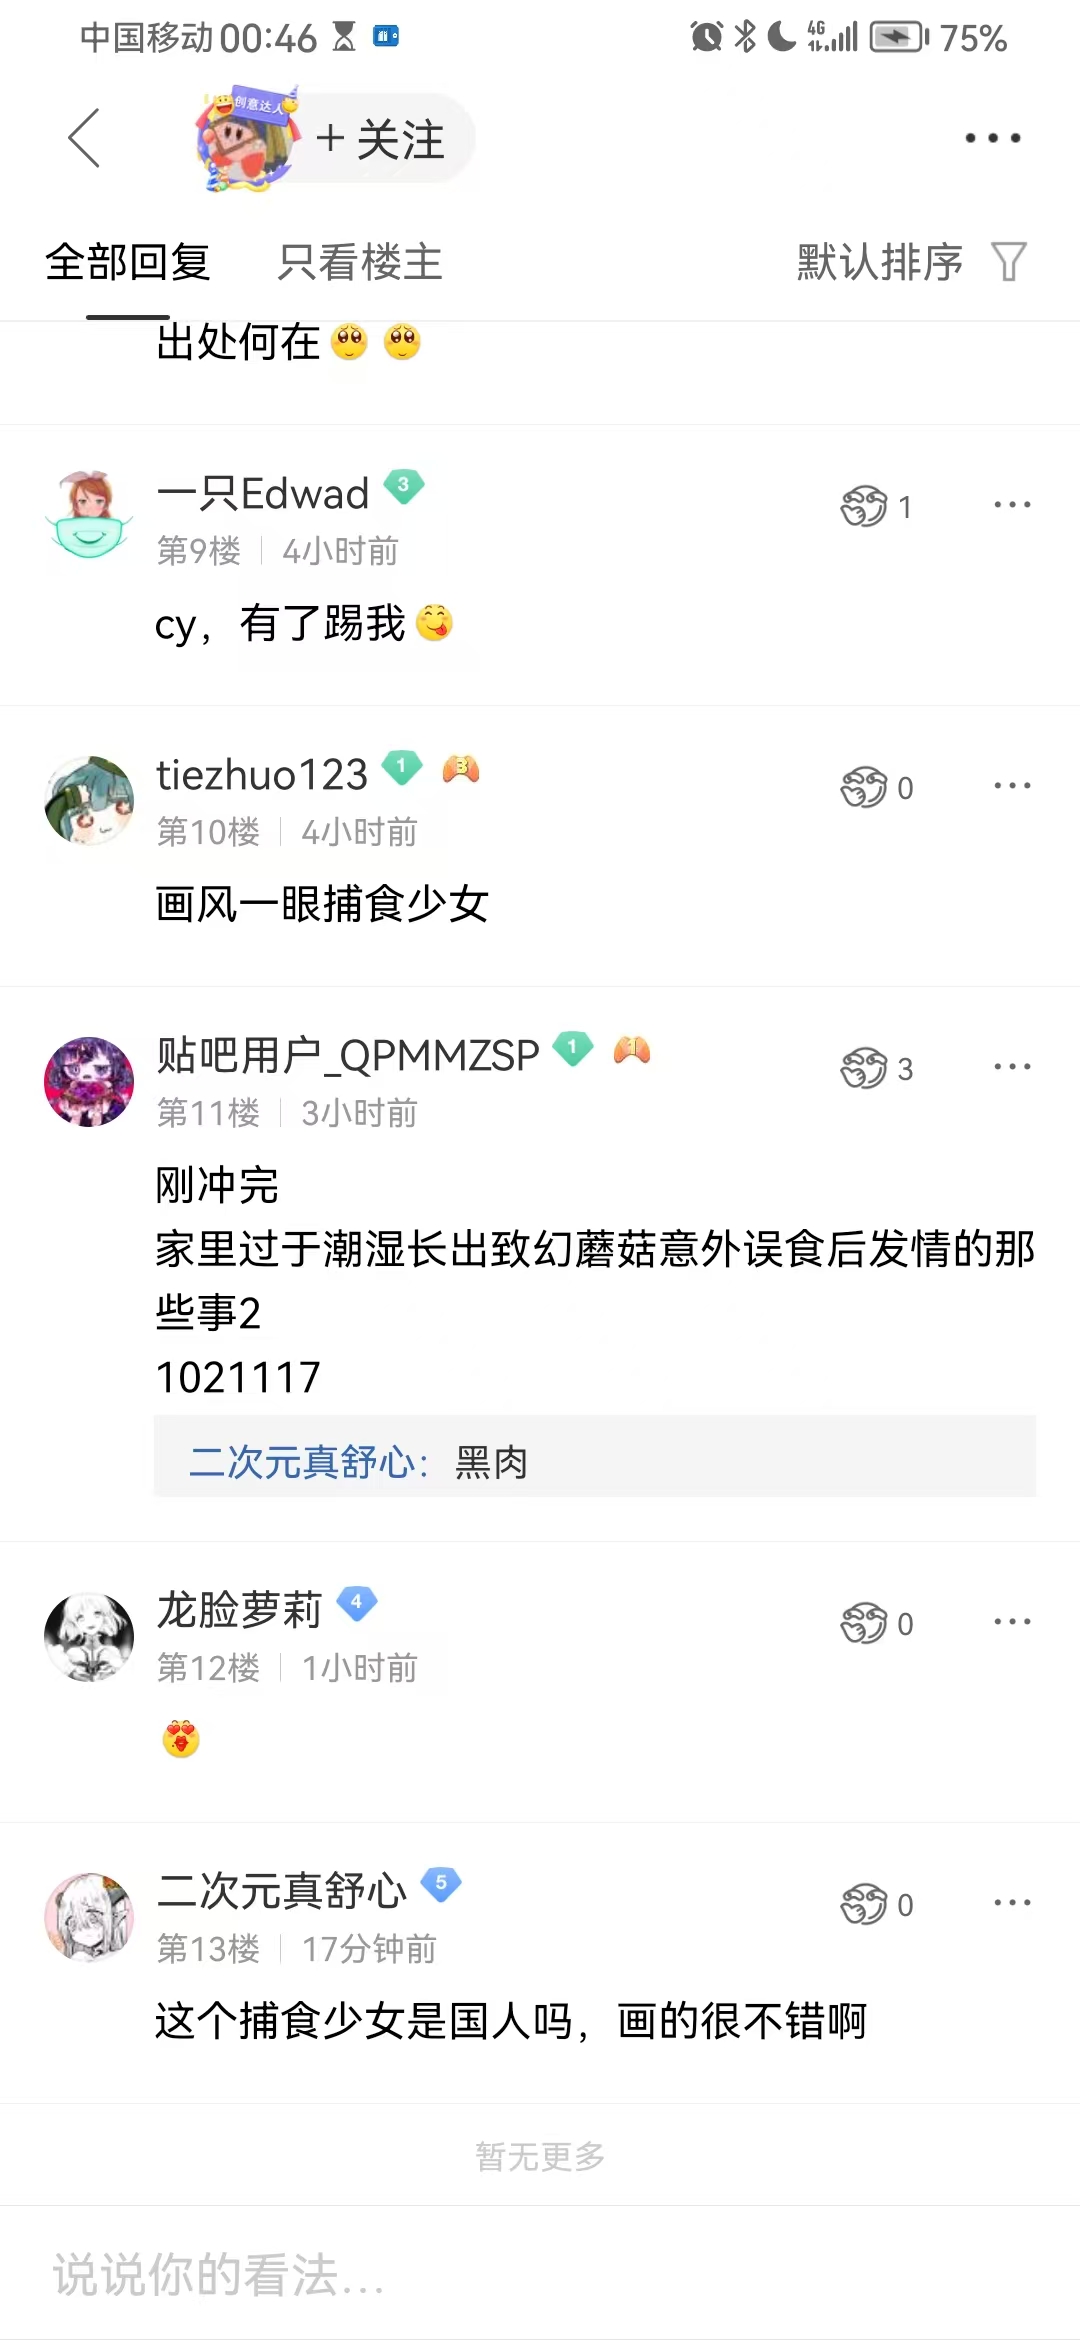 中国移动 00:46 4G 75%
创意达人
+ 关注
全部回复 只看楼主 默认排序
出处何在
一只Edwad 3 1
第9楼 4小时前
cy，有了踢我
tiezhuo123 1 3 0
第10楼 4小时前
画风一眼捕食少女
贴吧用户_QPMMZSP 1 1 3
第11楼 3小时前
刚冲完
家里过于潮湿长出致幻蘑菇意外误食后发情的那
些事2
1021117
二次元真舒心：黑肉
龙脸萝莉 4 0
第12楼 1小时前
二次元真舒心 5 0
第13楼 17分钟前
这个捕食少女是国人吗，画的很不错啊
暂无更多
说说你的看法...